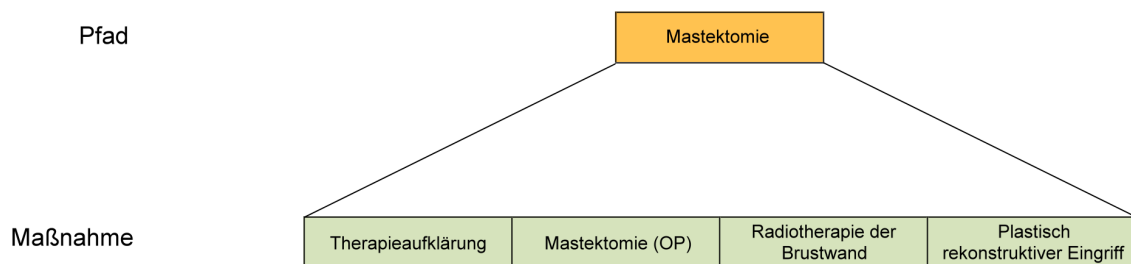 Pfad
Mastektomie
Maßnahme
Therapieaufklärung
Mastektomie (OP)
Radiotherapie der
Brustwand
Plastisch
rekonstruktiver Eingriff